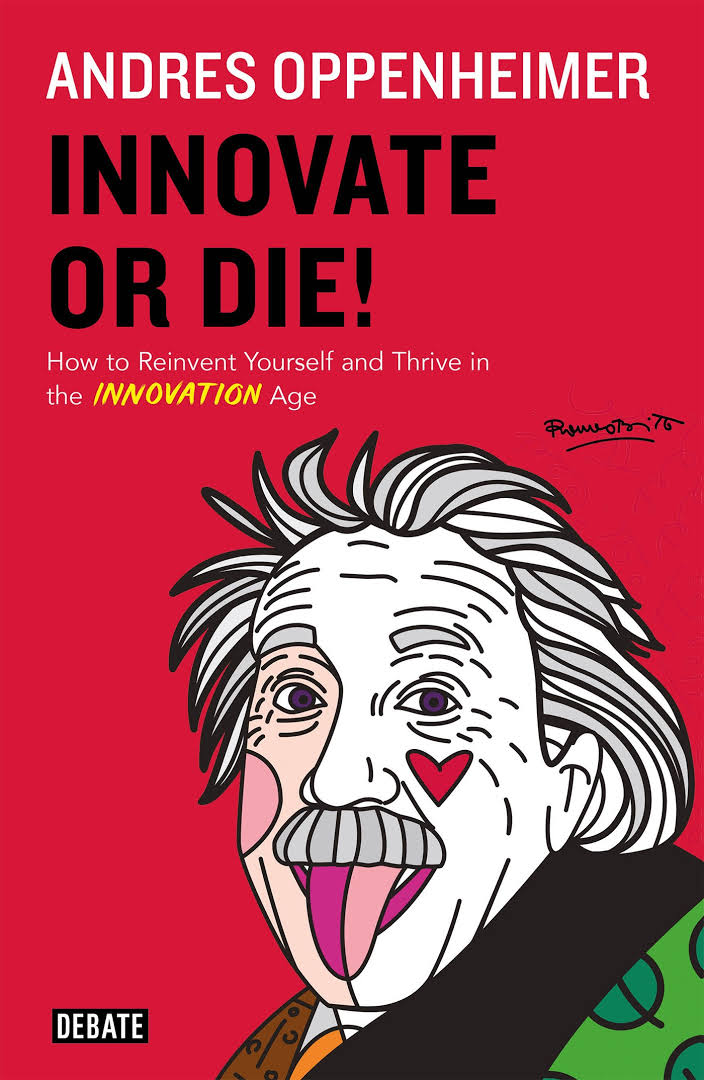 ANDRES OPPENHEIMER
INNOVATE
OR DIE!
How to Reinvent Yourself and Thrive in
the INNOVATION Age
DEBATE